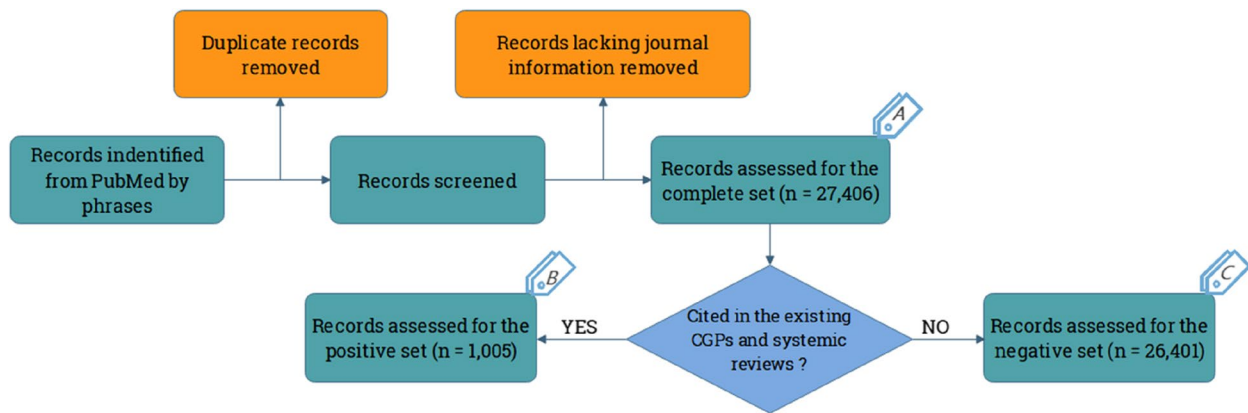 Duplicate records
removed
Records lacking journal
information removed
Records indentified
from PubMed by
phrases
Records screened
A
Records assessed for the
complete set (n = 27,406)
B
Records assessed for the
positive set (n = 1,005)
YES
Cited in the existing
CGPs and systemic
reviews ?
NO
C
Records assessed for the
negative set (n = 26,401)